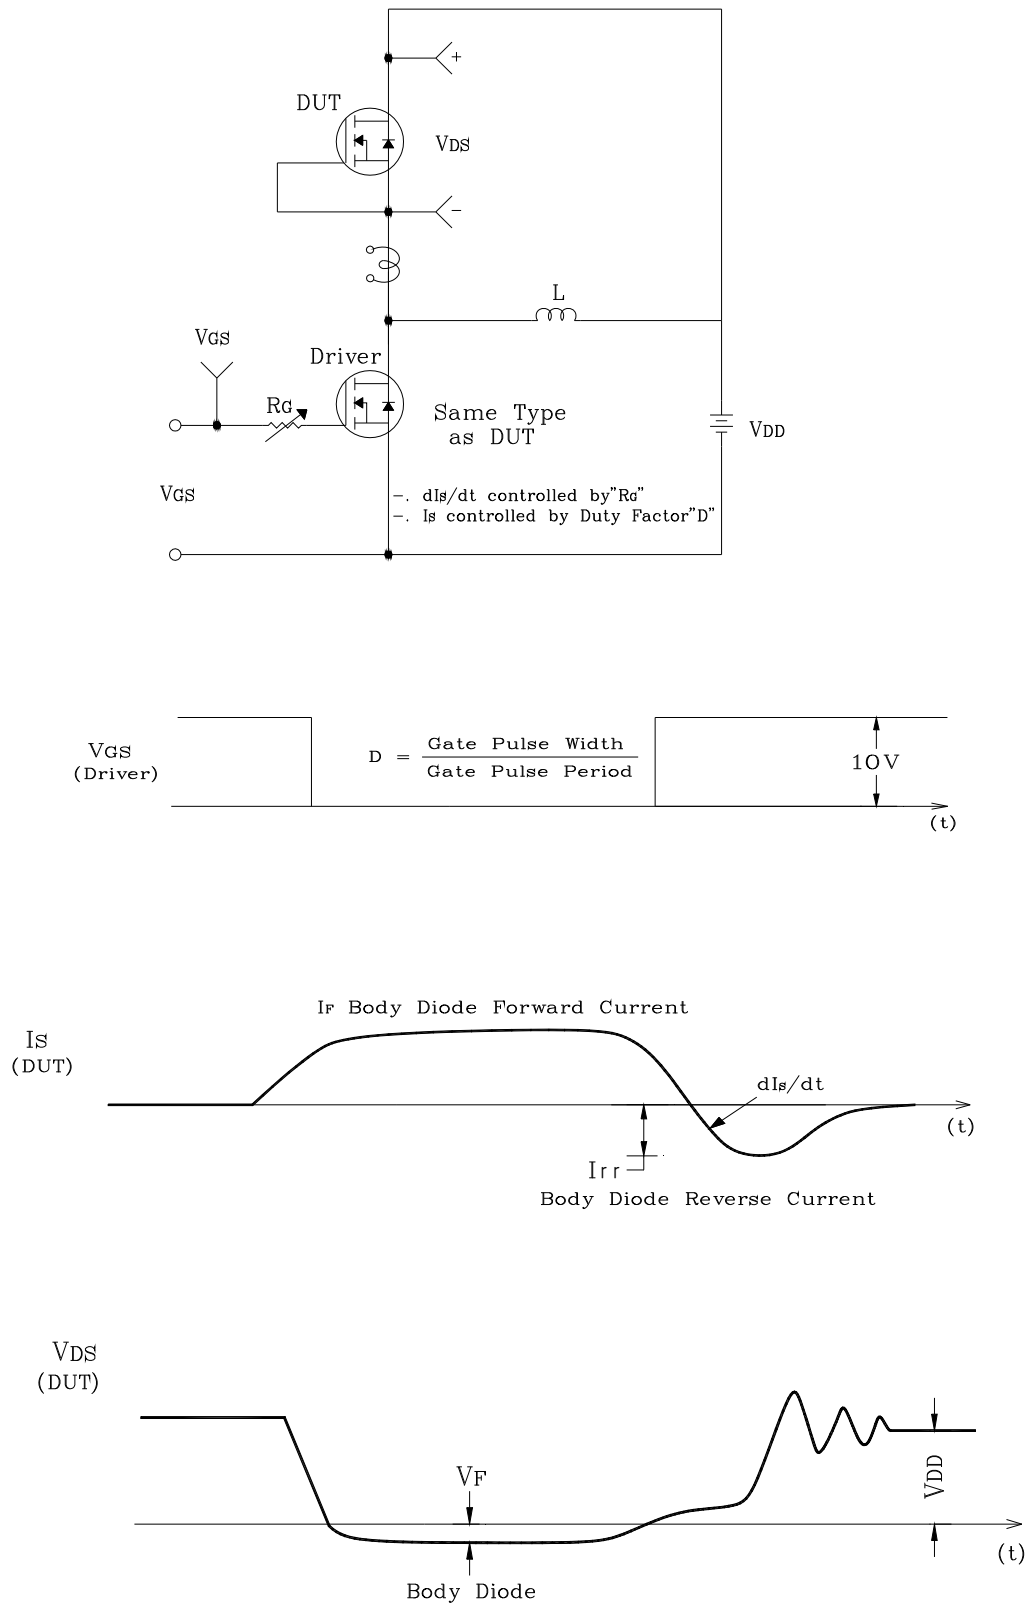 +
DUT
VDS
−
L
VGS
Driver
RG
Same Type
as DUT
VDD
VGS
−. dIs/dt controlled by"RG"
−. Is controlled by Duty Factor"D"
VGS
(Driver)
D = Gate Pulse Width
Gate Pulse Period
10V
(t)
IF Body Diode Forward Current
IS
(DUT)
dIs/dt
(t)
Irr
Body Diode Reverse Current
VDS
(DUT)
VF
VDD
(t)
Body Diode